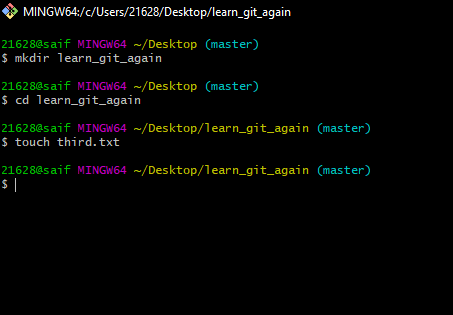 MINGW64:/c/Users/21628/Desktop/learn_git_again
21628@saif MINGW64 ~/Desktop (master)
$ mkdir learn_git_again
21628@saif MINGW64 ~/Desktop (master)
$ cd learn_git_again
21628@saif MINGW64 ~/Desktop/learn_git_again (master)
$ touch third.txt
21628@saif MINGW64 ~/Desktop/learn_git_again (master)
$